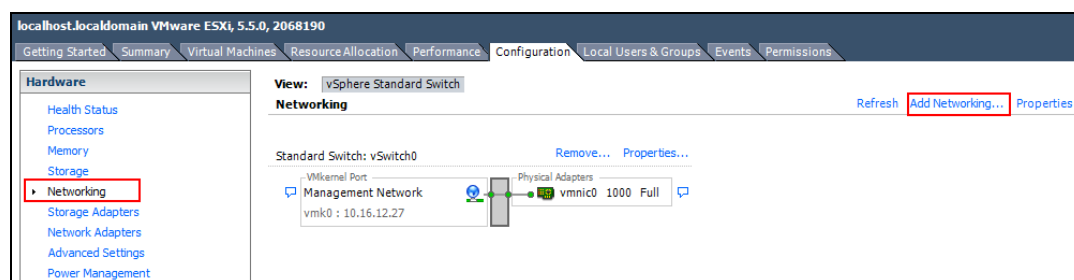 localhost.localdomain VMware ESXi, 5.5.0, 2068190
Getting Started Summary Virtual Machines Resource Allocation Performance Configuration Local Users & Groups Events Permissions
Hardware
Health Status
Processors
Memory
Storage
Networking
Storage Adapters
Network Adapters
Advanced Settings
Power Management
View: vSphere Standard Switch
Networking
Refresh Add Networking... Properties
Standard Switch: vSwitch0 Remove... Properties...
VMkernel Port
Management Network
vmk0 : 10.16.12.27
Physical Adapters
vmnic0 1000 Full